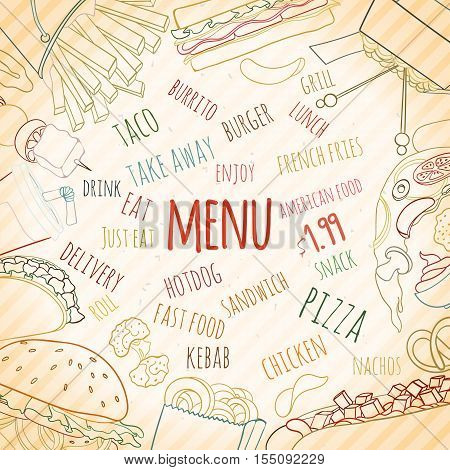 GRILL
BURRITO
LUNCH
BURGER
TACO
TAKE AWAY
FRENCH FRIES
ENJOY
DRINK
EAT
AMERICAN FOOD
MENU
$1.99
JUST EAT
DELIVERY
HOTDOG
SNACK
SANDWICH
ROLL
PIZZA
FAST FOOD
KEBAB
CHICKEN
NACHOS